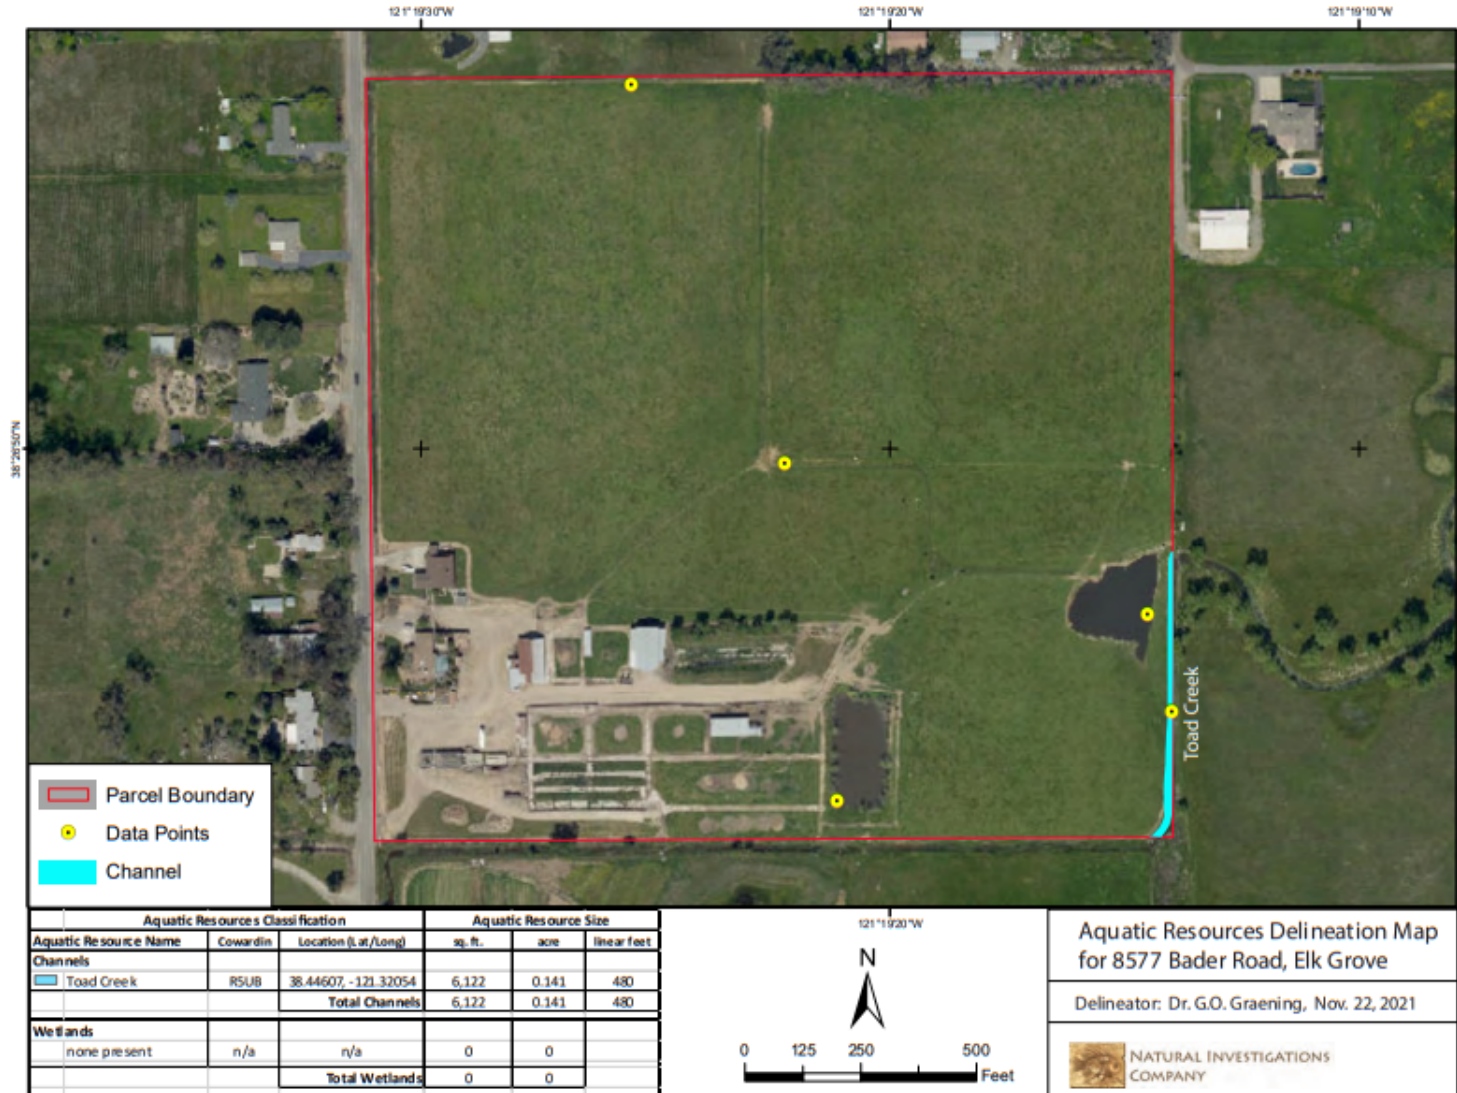 121°19'30"W
121°19'20"W
121°19'10"W
38°26'50"N
Toad Creek
Parcel Boundary
Data Points
Channel
Aquatic Resources Classification Aquatic Resource Size
Aquatic Resource Name Cowardin Location (Lat/Long) sq. ft. acre linear feet
Channels
Toad Creek R5UB 38.44607, -121.32054 6,122 0.141 480
Total Channels 6,122 0.141 480
Wetlands
none present n/a n/a 0 0
Total Wetlands 0 0
121°19'20"W
N
0 125 250 500
Feet
Aquatic Resources Delineation Map
for 8577 Bader Road, Elk Grove
Delineator: Dr. G.O. Graening, Nov. 22, 2021
NATURAL INVESTIGATIONS
COMPANY